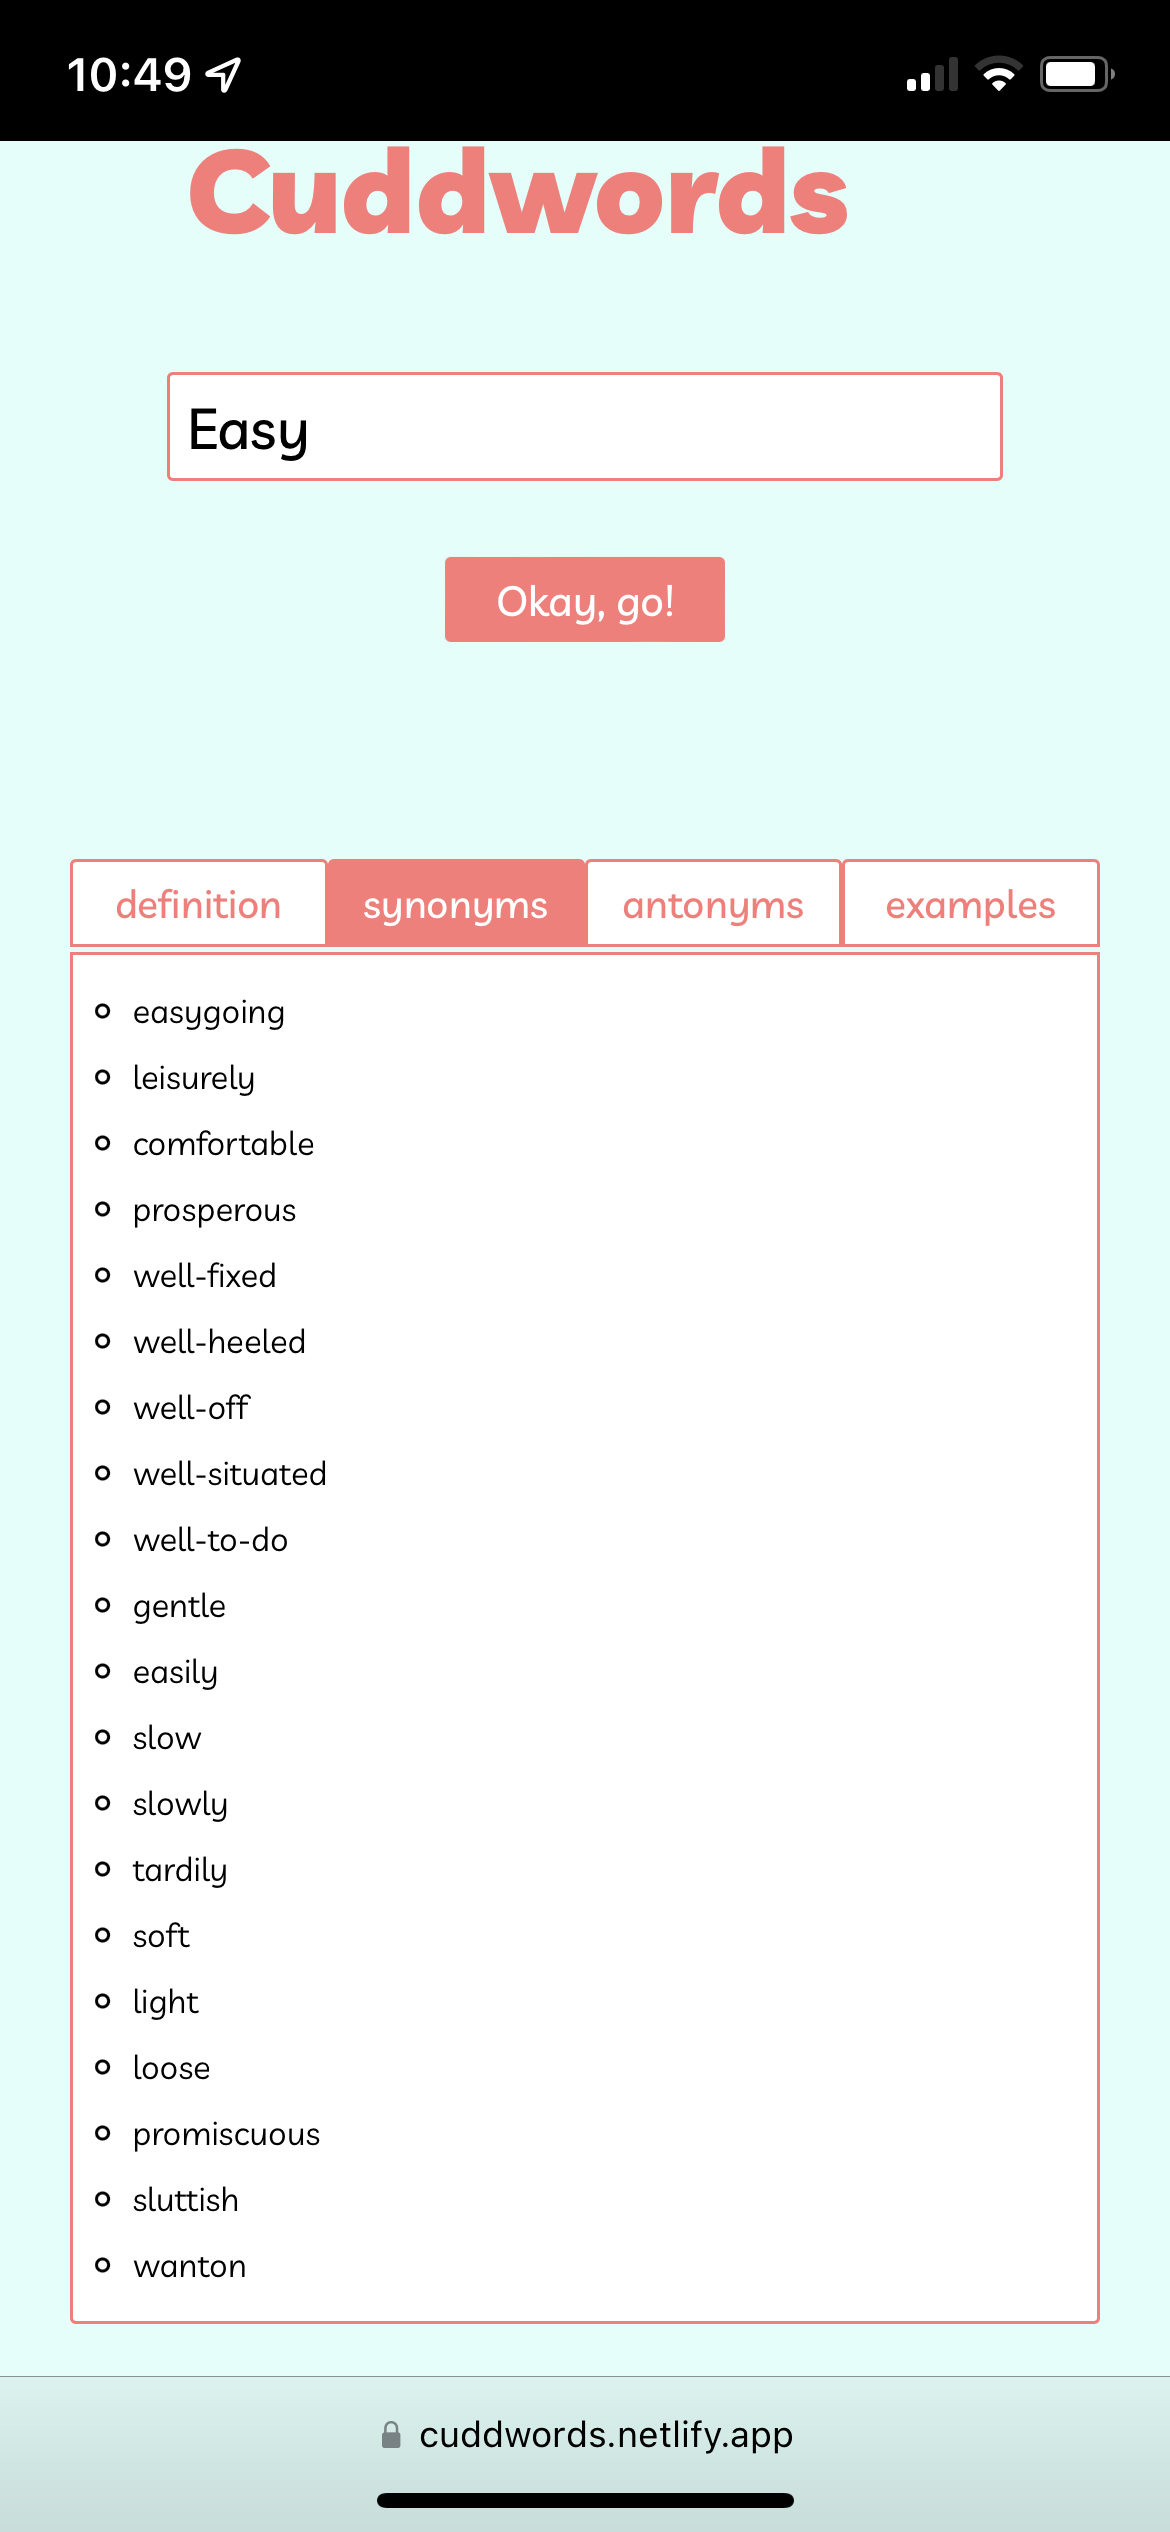 10:49
Cuddwords
Easy
Okay, go!
definition synonyms antonyms examples
easygoing
leisurely
comfortable
prosperous
well-fixed
well-heeled
well-off
well-situated
well-to-do
gentle
easily
slow
slowly
tardily
soft
light
loose
promiscuous
sluttish
wanton
cuddwords.netlify.app